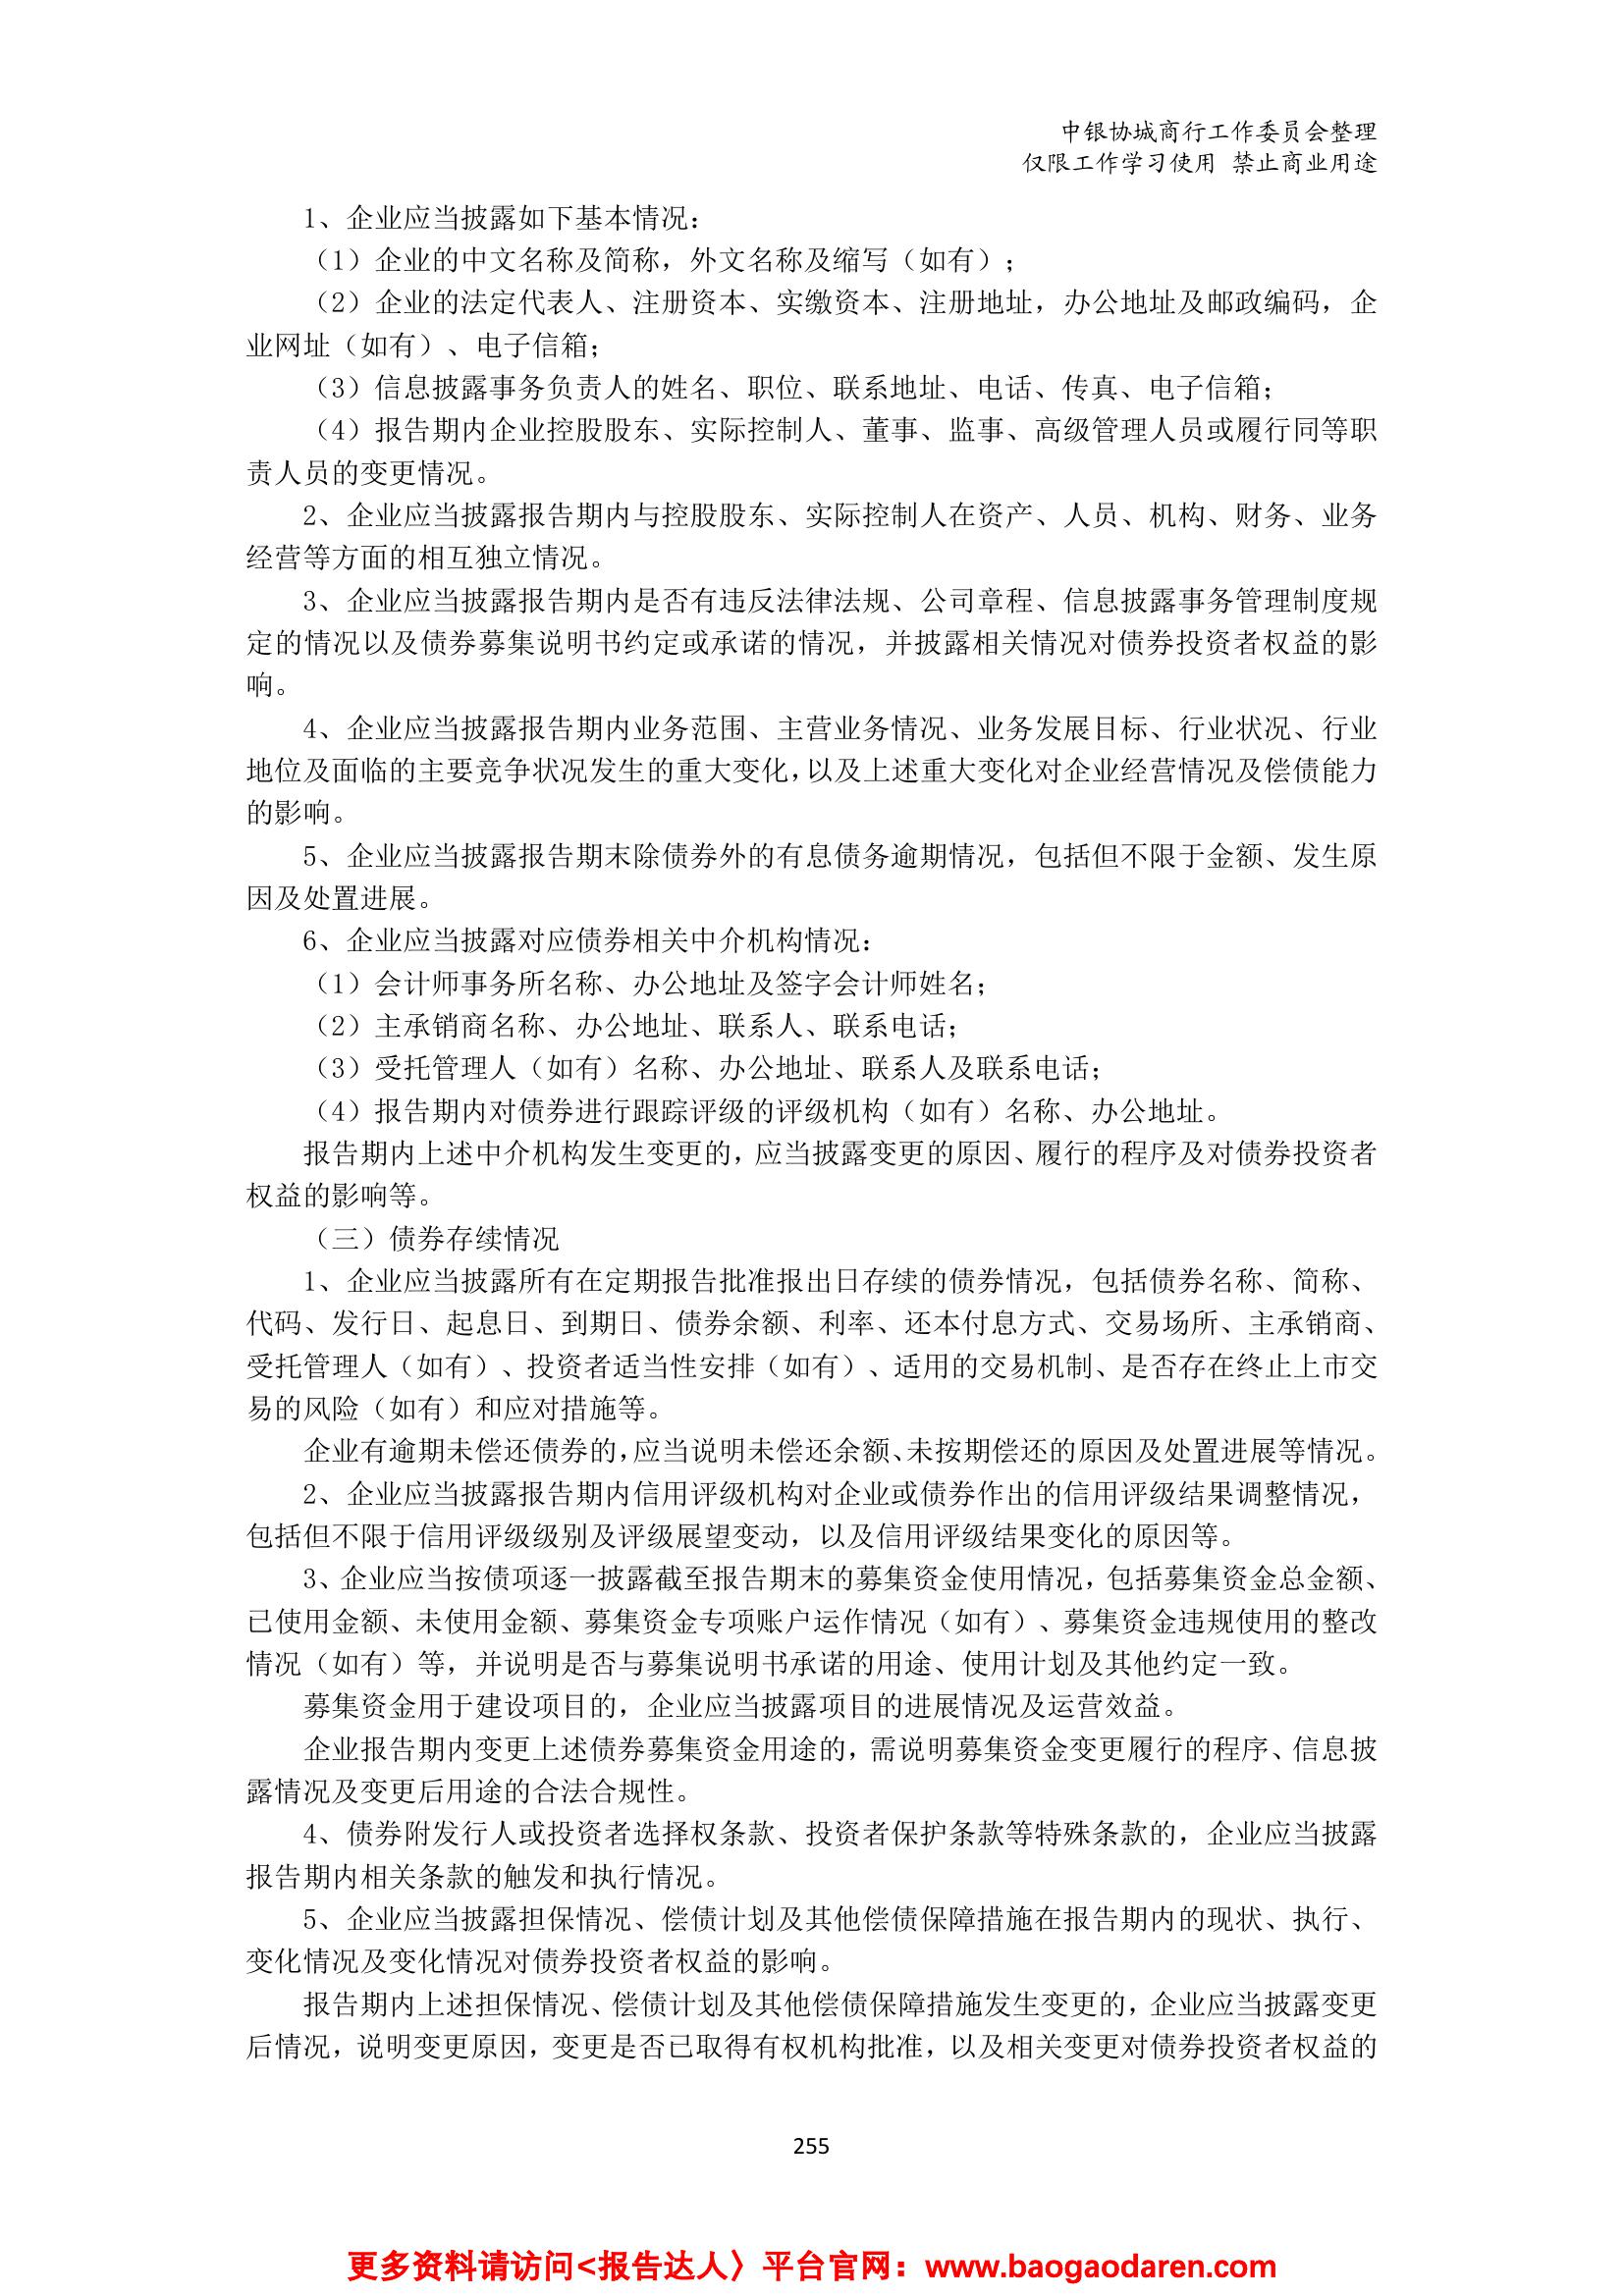 中银协城商行工作委员会整理
仅限工作学习使用 禁止商业用途
1、企业应当披露如下基本情况：
（1）企业的中文名称及简称，外文名称及缩写（如有）；
（2）企业的法定代表人、注册资本、实缴资本、注册地址，办公地址及邮政编码，企
业网址（如有）、电子信箱；
（3）信息披露事务负责人的姓名、职位、联系地址、电话、传真、电子信箱；
（4）报告期内企业控股股东、实际控制人、董事、监事、高级管理人员或履行同等职
责人员的变更情况。
2、企业应当披露报告期内与控股股东、实际控制人在资产、人员、机构、财务、业务
经营等方面的相互独立情况。
3、企业应当披露报告期内是否有违反法律法规、公司章程、信息披露事务管理制度规
定的情况以及债券募集说明书约定或承诺的情况，并披露相关情况对债券投资者权益的影
响。
4、企业应当披露报告期内业务范围、主营业务情况、业务发展目标、行业状况、行业
地位及面临的主要竞争状况发生的重大变化，以及上述重大变化对企业经营情况及偿债能力
的影响。
5、企业应当披露报告期末除债券外的有息债务逾期情况，包括但不限于金额、发生原
因及处置进展。
6、企业应当披露对应债券相关中介机构情况：
（1）会计师事务所名称、办公地址及签字会计师姓名；
（2）主承销商名称、办公地址、联系人、联系电话；
（3）受托管理人（如有）名称、办公地址、联系人及联系电话；
（4）报告期内对债券进行跟踪评级的评级机构（如有）名称、办公地址。
报告期内上述中介机构发生变更的，应当披露变更的原因、履行的程序及对债券投资者
权益的影响等。
（三）债券存续情况
1、企业应当披露所有在定期报告批准报出日存续的债券情况，包括债券名称、简称、
代码、发行日、起息日、到期日、债券余额、利率、还本付息方式、交易场所、主承销商、
受托管理人（如有）、投资者适当性安排（如有）、适用的交易机制、是否存在终止上市交
易的风险（如有）和应对措施等。
企业有逾期未偿还债券的，应当说明未偿还余额、未按期偿还的原因及处置进展等情况。
2、企业应当披露报告期内信用评级机构对企业或债券作出的信用评级结果调整情况，
包括但不限于信用评级级别及评级展望变动，以及信用评级结果变化的原因等。
3、企业应当按债项逐一披露截至报告期末的募集资金使用情况，包括募集资金总金额、
已使用金额、未使用金额、募集资金专项账户运作情况（如有）、募集资金违规使用的整改
情况（如有）等，并说明是否与募集说明书承诺的用途、使用计划及其他约定一致。
募集资金用于建设项目的，企业应当披露项目的进展情况及运营效益。
企业报告期内变更上述债券募集资金用途的，需说明募集资金变更履行的程序、信息披
露情况及变更后用途的合法合规性。
4、债券附发行人或投资者选择权条款、投资者保护条款等特殊条款的，企业应当披露
报告期内相关条款的触发和执行情况。
5、企业应当披露担保情况、偿债计划及其他偿债保障措施在报告期内的现状、执行、
变化情况及变化情况对债券投资者权益的影响。
报告期内上述担保情况、偿债计划及其他偿债保障措施发生变更的，企业应当披露变更
后情况，说明变更原因，变更是否已取得有权机构批准，以及相关变更对债券投资者权益的
255
更多资料请访问<报告达人〉平台官网：www.baogaodaren.com